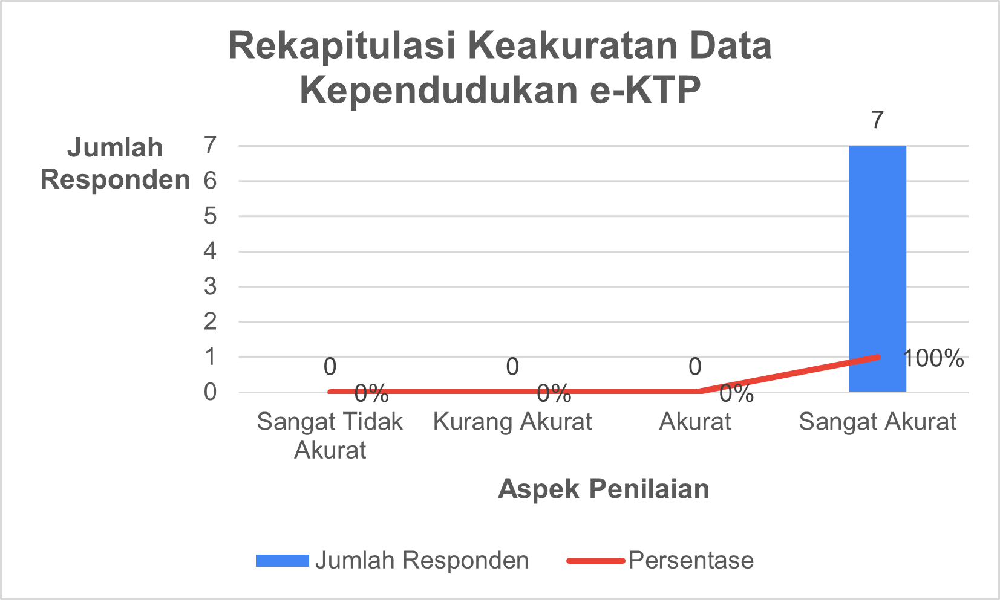 Rekapitulasi Keakuratan Data
Kependudukan e-KTP
Jumlah
Responden
7
7
6
5
4
3
2
1
0
0
0
0
0%
0%
0%
100%
Sangat Tidak
Akurat
Kurang Akurat
Akurat
Sangat Akurat
Aspek Penilaian
Jumlah Responden
Persentase